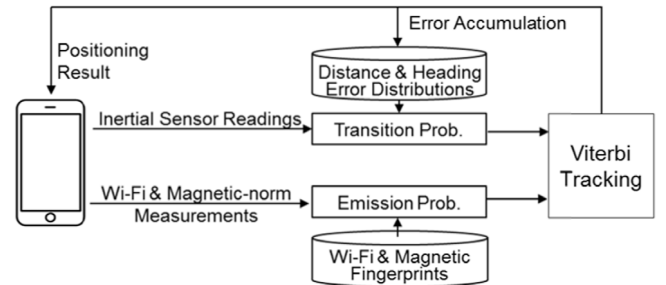 Error Accumulation
Positioning
Result
Distance & Heading
Error Distributions
Inertial Sensor Readings
Transition Prob.
Viterbi
Tracking
Wi-Fi & Magnetic-norm
Measurements
Emission Prob.
Wi-Fi & Magnetic
Fingerprints